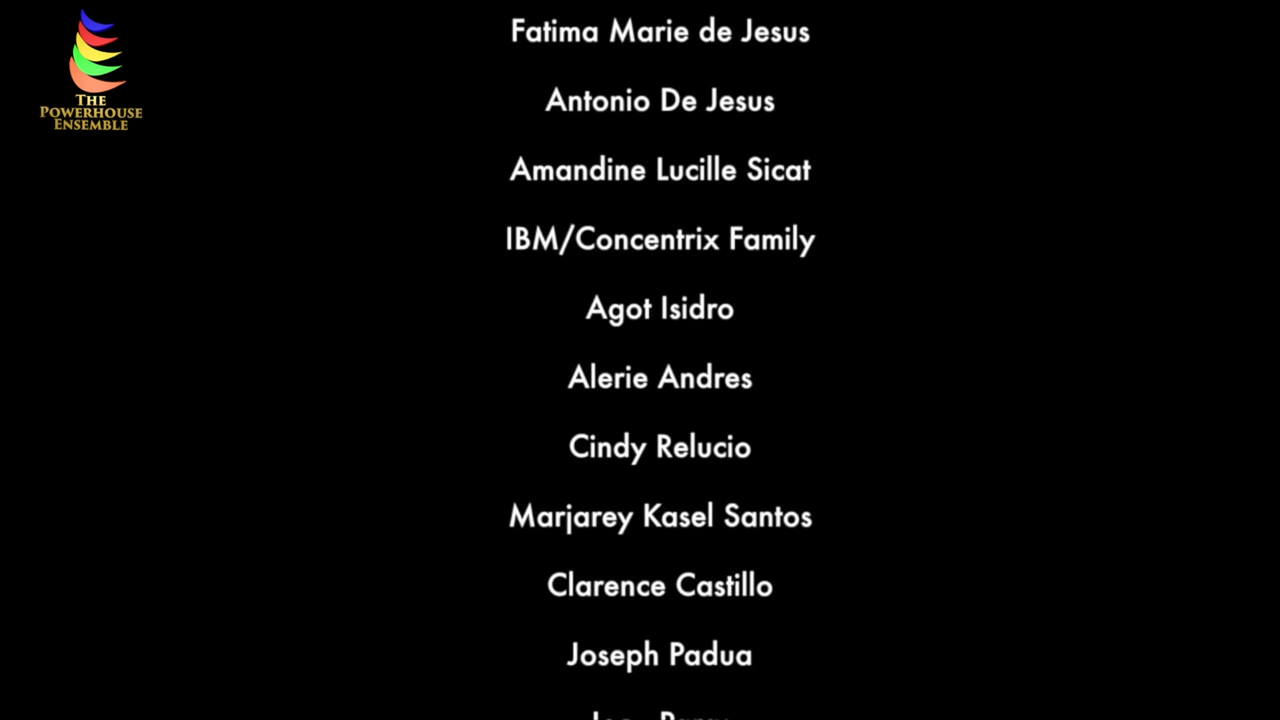 The
Powerhouse
Ensemble
Fatima Marie de Jesus
Antonio De Jesus
Amandine Lucille Sicat
IBM/Concentrix Family
Agot Isidro
Alerie Andres
Cindy Relucio
Marjarey Kasel Santos
Clarence Castillo
Joseph Padua